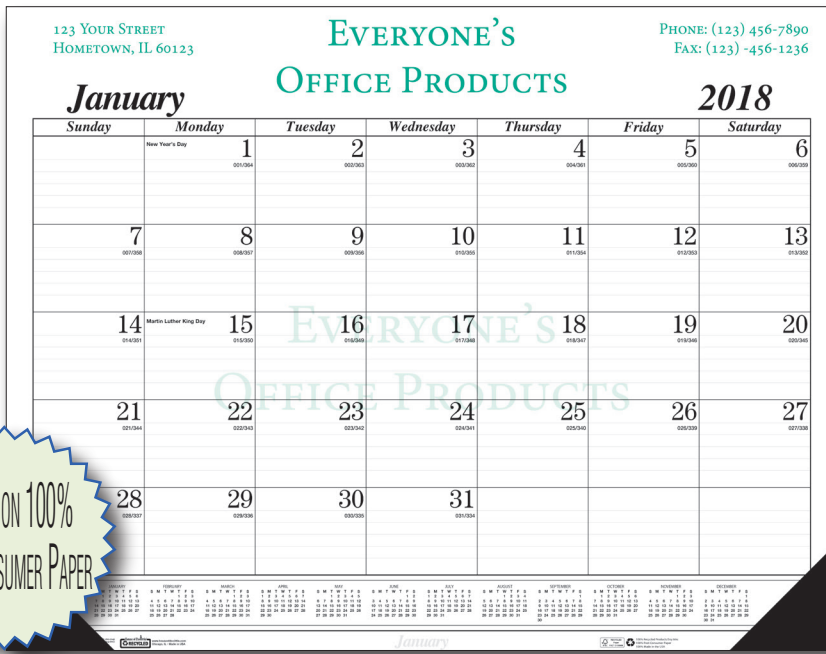 123 Your Street
Hometown, IL 60123
Everyone's
Office Products
Phone: (123) 456-7890
Fax: (123) -456-1236
January
2018
Sunday Monday Tuesday Wednesday Thursday Friday Saturday
New Year's Day 1 2 3 4 5 6
001/364 002/363 003/362 004/361 005/360 006/359
7 8 9 10 11 12 13
007/358 008/357 009/356 010/355 011/354 012/353 013/352
14 Martin Luther King Day 15 16 17 18 19 20
014/351 015/350 016/349 017/348 018/347 019/346 020/345
Everyone's
Office Products
21 22 23 24 25 26 27
021/344 022/343 023/342 024/341 025/340 026/339 027/338
28 29 30 31
028/337 029/336 030/335 031/334
on 100%
sumer Paper
January February March April May June July August September October November December
Recycled
January